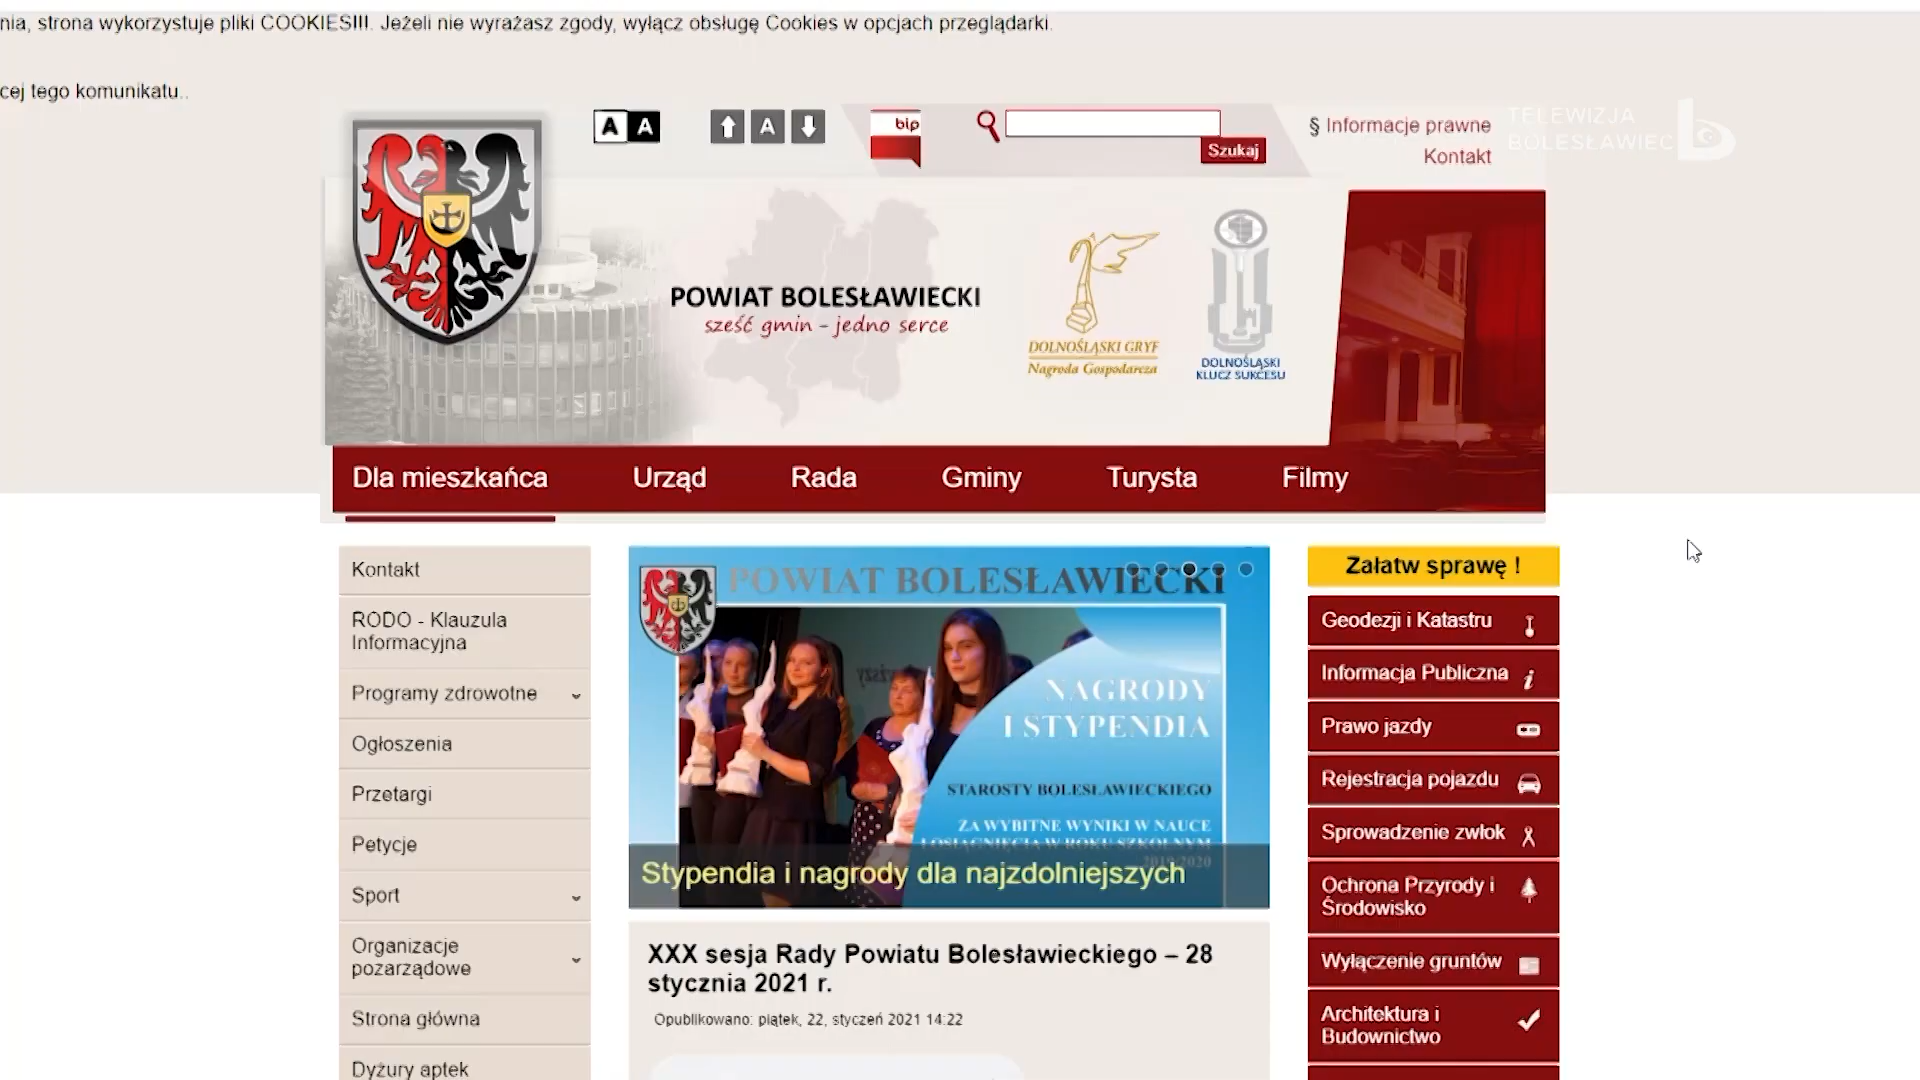 nia, strona wykorzystuje pliki COOKIES!!!. Jeżeli nie wyrażasz zgody, wyłącz obsługę Cookies w opcjach przeglądarki.
cej tego komunikatu..
A A
A
bip
Szukaj
§ Informacje prawne
Kontakt
TELEWIZJA
BOLESŁAWIEC
POWIAT BOLESŁAWIECKI
sześć gmin - jedno serce
DOLNOŚLĄSKI GRYF
Nagroda Gospodarcza
DOLNOŚLĄSKI
KLUCZ SUKCESU
Dla mieszkańca Urząd Rada Gminy Turysta Filmy
Kontakt
RODO - Klauzula
Informacyjna
Programy zdrowotne
Ogłoszenia
Przetargi
Petycje
Sport
Organizacje
pozarządowe
Strona główna
Dyżury aptek
POWIAT BOLESŁAWIECKI
NAGRODY
I STYPENDIA
STAROSTY BOLESŁAWIECKIEGO
ZA WYBITNE WYNIKI W NAUCE
I OSIĄGNIĘCIA W ROKU SZKOLNYM
2019/2020
Stypendia i nagrody dla najzdolniejszych
XXX sesja Rady Powiatu Bolesławieckiego – 28
stycznia 2021 r.
Opublikowano: piątek, 22, styczeń 2021 14:22
Załatw sprawę !
Geodezji i Katastru
Informacja Publiczna
Prawo jazdy
Rejestracja pojazdu
Sprowadzenie zwłok
Ochrona Przyrody i
Środowisko
Wyłączenie gruntów
Architektura i
Budownictwo